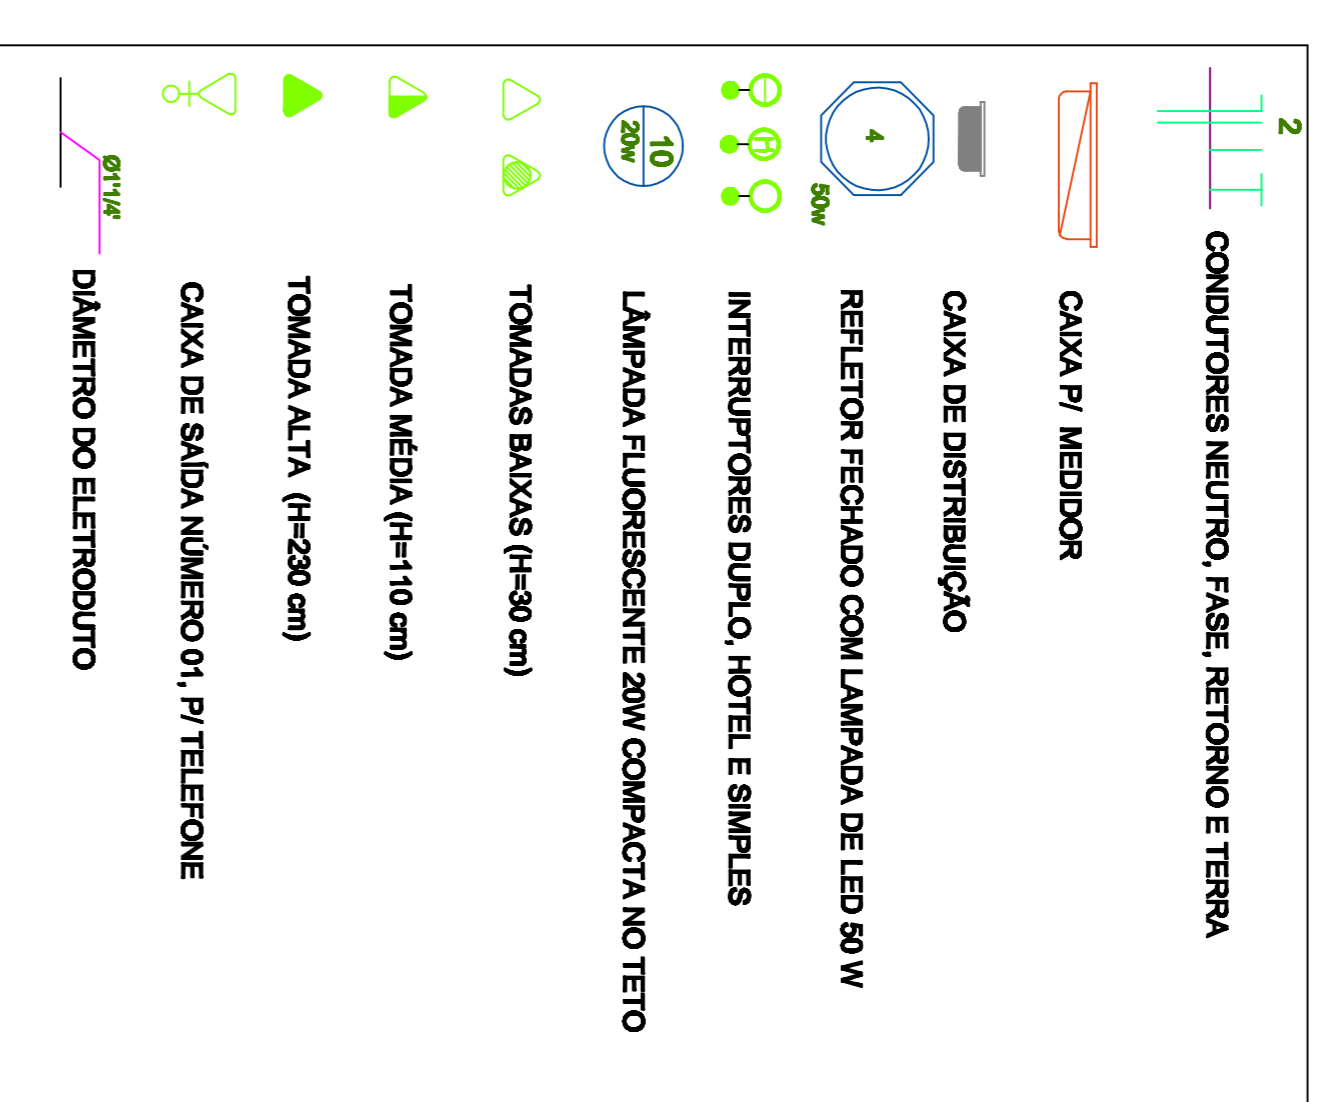 2
CONDUTORES NEUTRO, FASE, RETORNO E TERRA
CAIXA P/ MEDIDOR
CAIXA DE DISTRIBUIÇÃO
4
50w
REFLETOR FECHADO COM LAMPADA DE LED 50 W
H
INTERRUPTORES DUPLO, HOTEL E SIMPLES
10
20w
LÂMPADA FLUORESCENTE 20W COMPACTA NO TETO
TOMADAS BAIXAS (H=30 cm)
TOMADA MÉDIA (H=110 cm)
TOMADA ALTA (H=230 cm)
CAIXA DE SAÍDA NÚMERO 01, P/ TELEFONE
Ø1'1/4'
DIÂMETRO DO ELETRODUTO